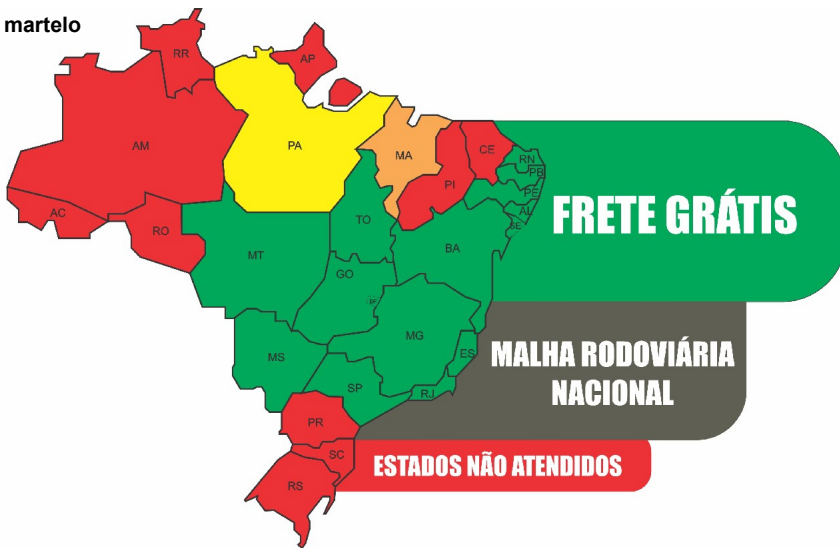 martelo
RR
AP
AM
PA
MA
CE
RN
PB
PI
PE
AL
SE
AC
RO
TO
BA
MT
GO
DF
MG
MS
ES
SP
RJ
PR
SC
RS
FRETE GRÁTIS
MALHA RODOVIÁRIA
NACIONAL
ESTADOS NÃO ATENDIDOS